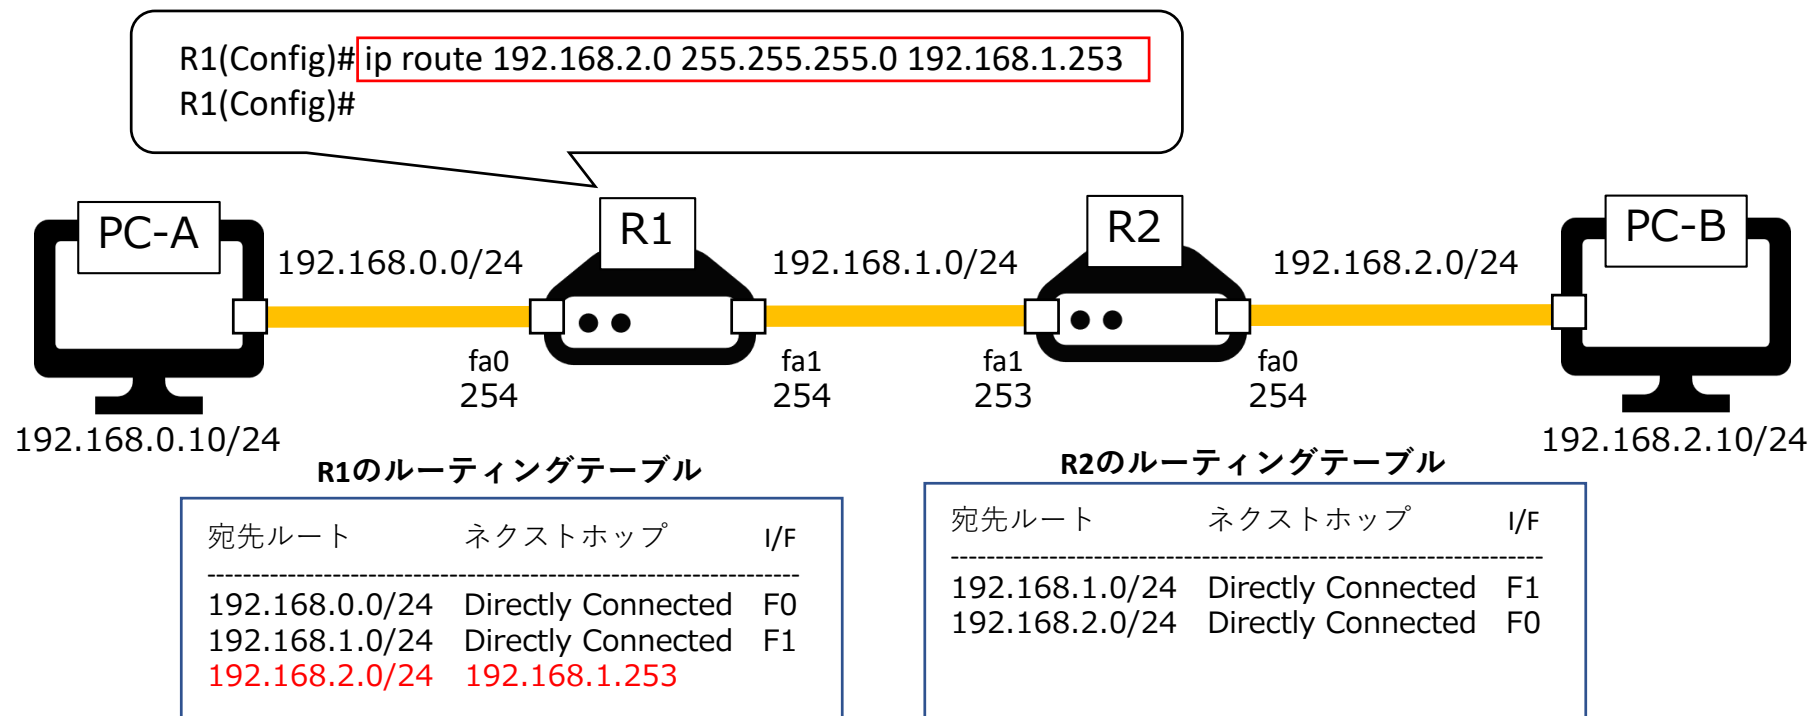 R1(Config)# ip route 192.168.2.0 255.255.255.0 192.168.1.253
R1(Config)#
PC-A
R1
R2
PC-B
192.168.0.0/24
192.168.1.0/24
192.168.2.0/24
fa0
254
fa1
254
fa1
253
fa0
254
192.168.0.10/24
192.168.2.10/24
R1のルーティングテーブル
宛先ルート ネクストホップ I/F
------------------------------------------------------------------
192.168.0.0/24 Directly Connected F0
192.168.1.0/24 Directly Connected F1
192.168.2.0/24 192.168.1.253
R2のルーティングテーブル
宛先ルート ネクストホップ I/F
------------------------------------------------------------------
192.168.1.0/24 Directly Connected F1
192.168.2.0/24 Directly Connected F0